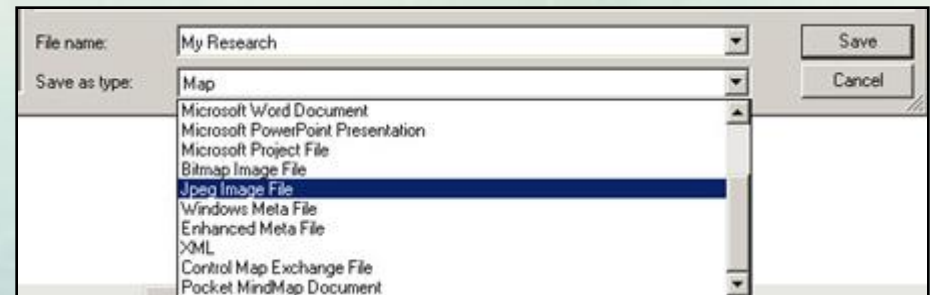 File name:
My Research
Save
Save as type:
Map
Cancel
Microsoft Word Document
Microsoft PowerPoint Presentation
Microsoft Project File
Bitmap Image File
Jpeg Image File
Windows Meta File
Enhanced Meta File
XML
Control Map Exchange File
Pocket MindMap Document